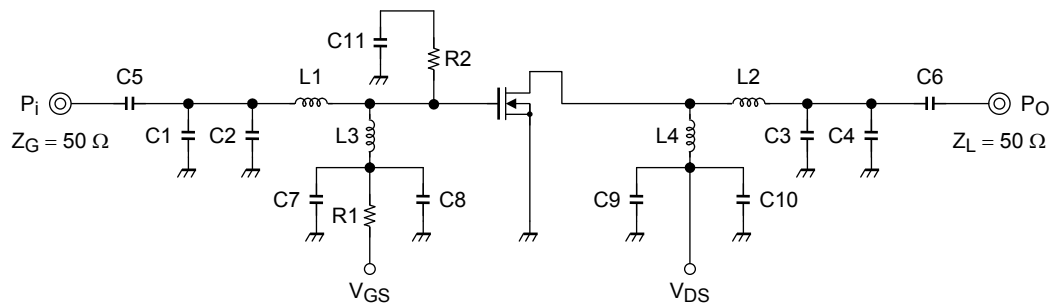 C11
R2
C5
L1
L2
C6
Pi
PO
C1
C2
L3
L4
C3
C4
ZG = 50 Ω
ZL = 50 Ω
C7
R1
C8
C9
C10
VGS
VDS